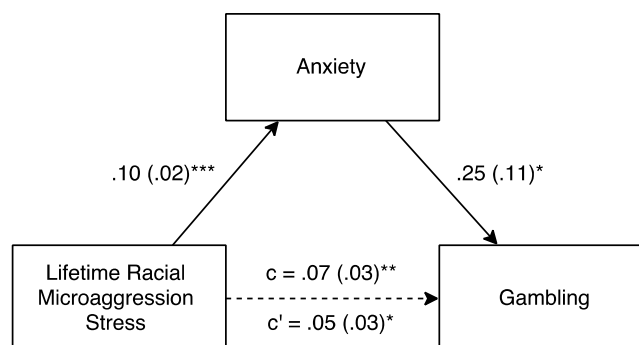 Anxiety
.10 (.02)***
.25 (.11)*
Lifetime Racial
Microaggression
Stress
c = .07 (.03)**
c' = .05 (.03)*
Gambling